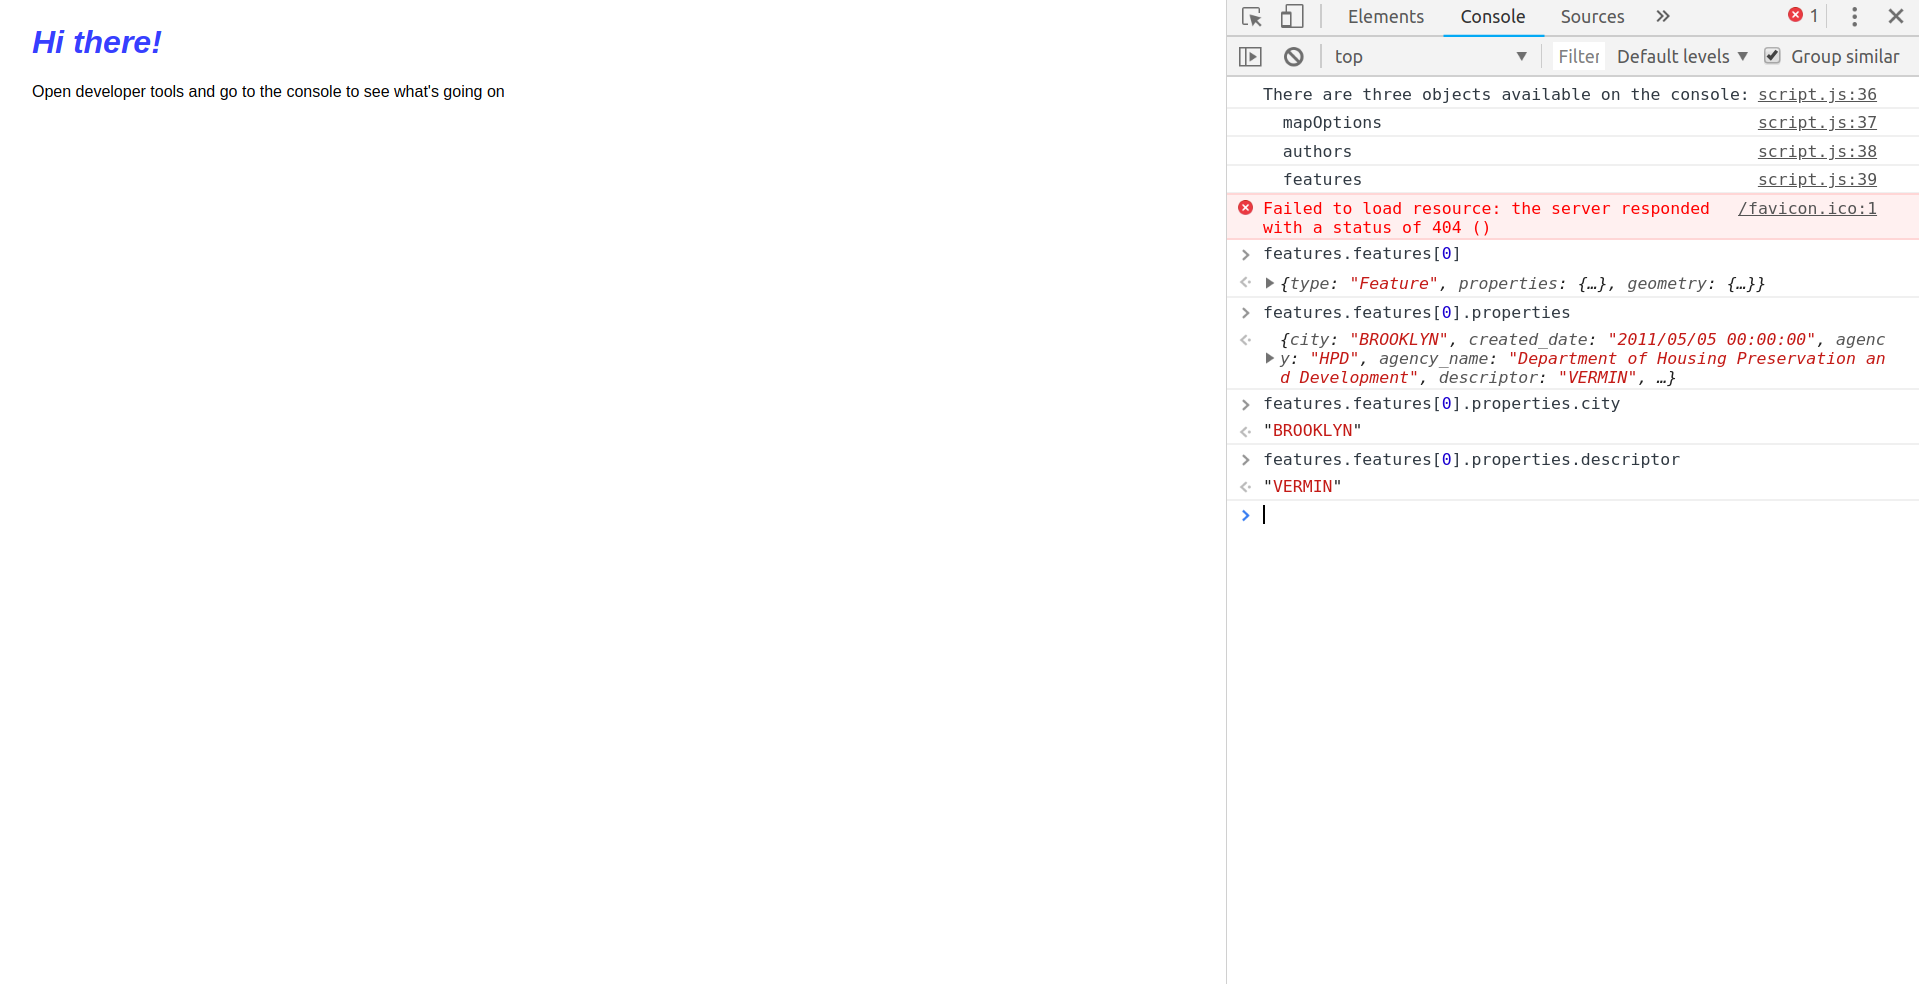 Hi there!
Open developer tools and go to the console to see what's going on
Elements Console Sources » 1
top ▼ Filter Default levels ▼ Group similar
There are three objects available on the console: script.js:36
mapOptions script.js:37
authors script.js:38
features script.js:39
Failed to load resource: the server responded /favicon.ico:1
with a status of 404 ()
> features.features[0]
{type: "Feature", properties: {…}, geometry: {…}}
> features.features[0].properties
{city: "BROOKLYN", created_date: "2011/05/05 00:00:00", agenc
y: "HPD", agency_name: "Department of Housing Preservation an
d Development", descriptor: "VERMIN", …}
> features.features[0].properties.city
"BROOKLYN"
> features.features[0].properties.descriptor
"VERMIN"
>